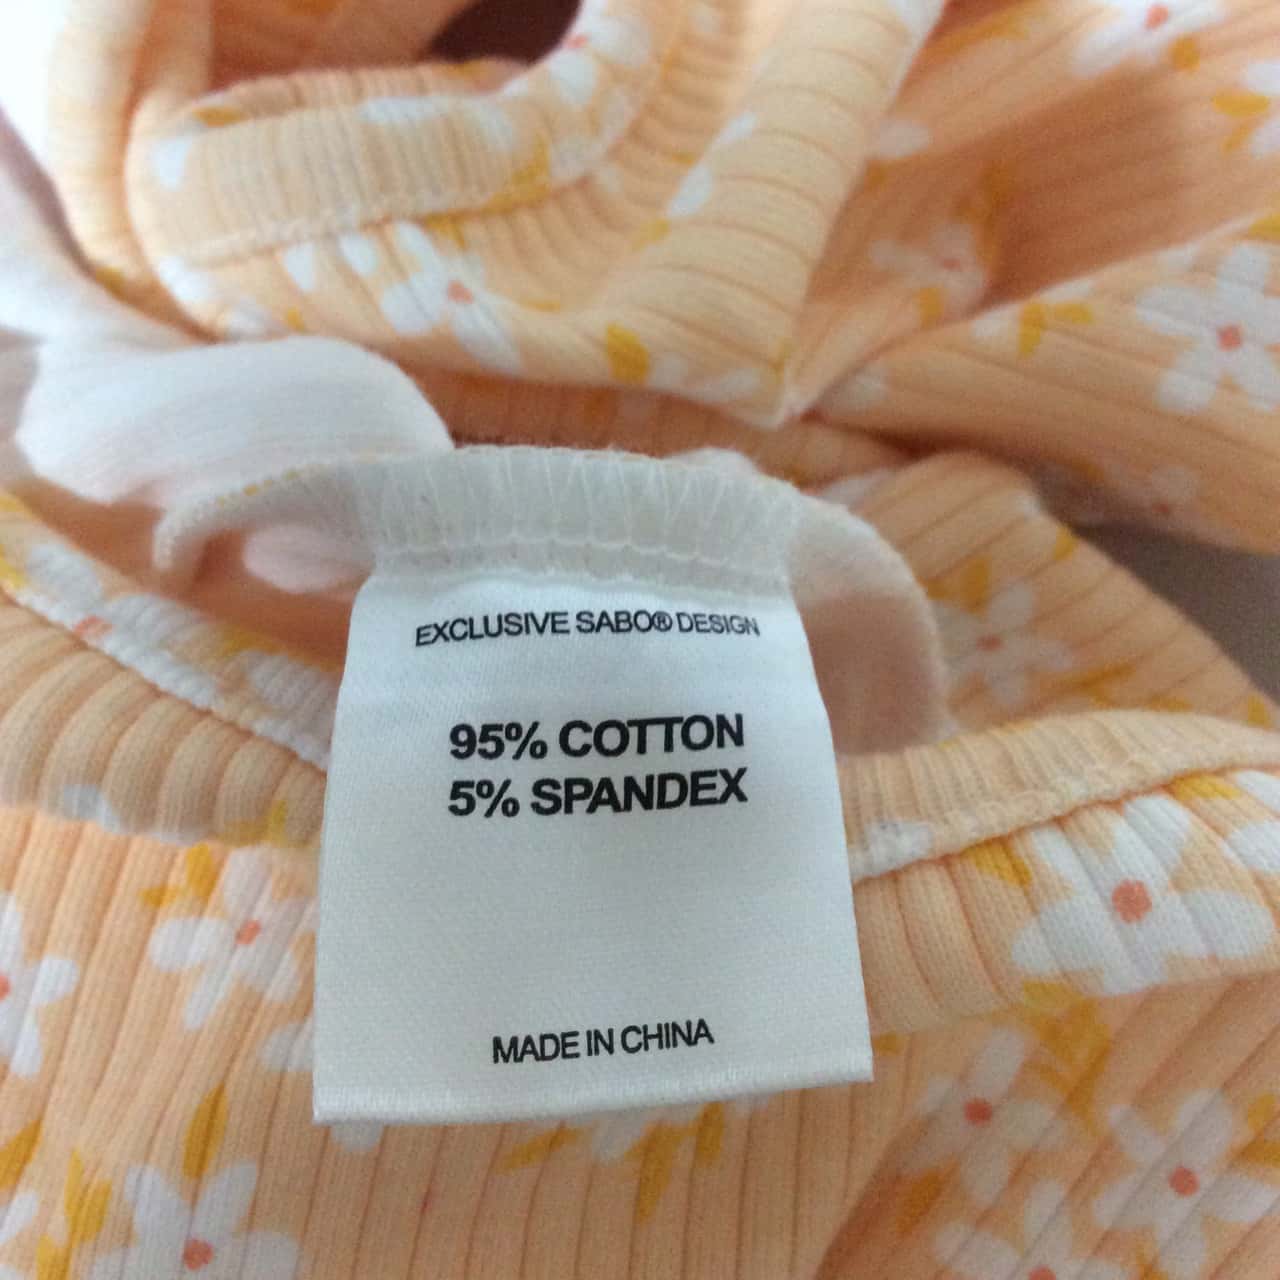 EXCLUSIVE SABO® DESIGN
95% COTTON
5% SPANDEX
MADE IN CHINA